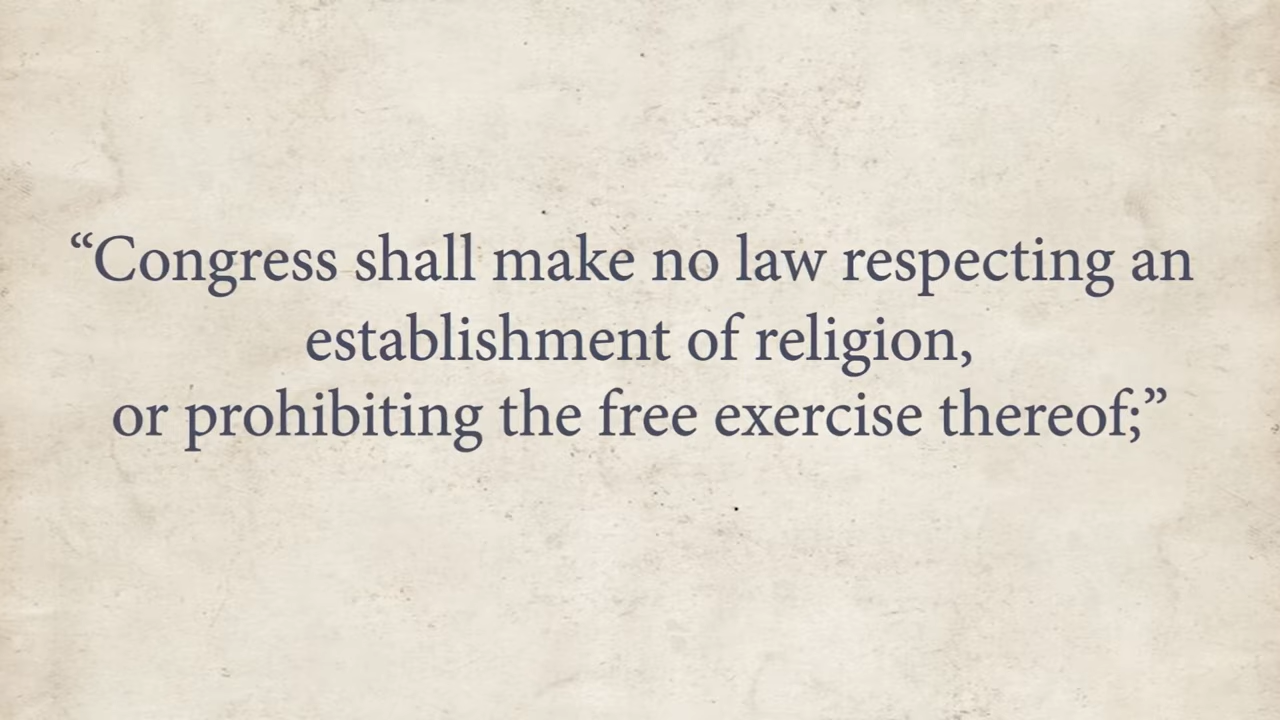 “Congress shall make no law respecting an
establishment of religion,
or prohibiting the free exercise thereof;”